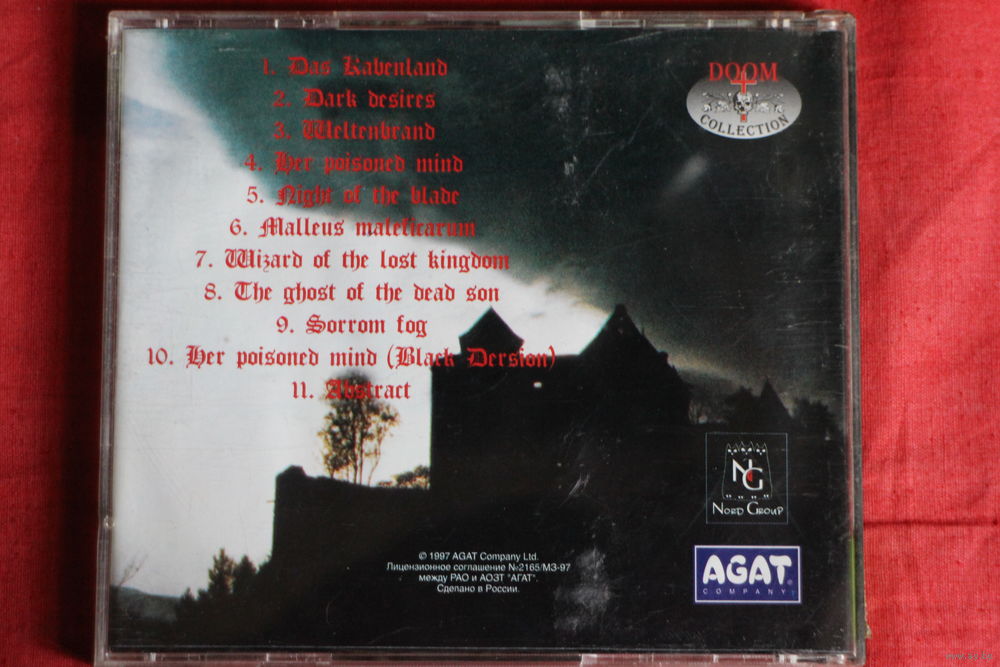 1. Das Rabenland
2. Dark desires
3. Weltenbrand
4. Her poisoned mind
5. Night of the blade
6. Malleus maleficarum
7. Wizard of the lost kingdom
8. The ghost of the dead son
9. Sorrom fog
10. Her poisoned mind (Black Dersion)
11. Abstract
DOOM
COLLECTION
NG
NORD GROUP
© 1997 AGAT Company Ltd.
Лицензионное соглашение №2165/МЗ-97
между РАО и АОЗТ "АГАТ".
Сделано в России.
AGAT®
COMPANY